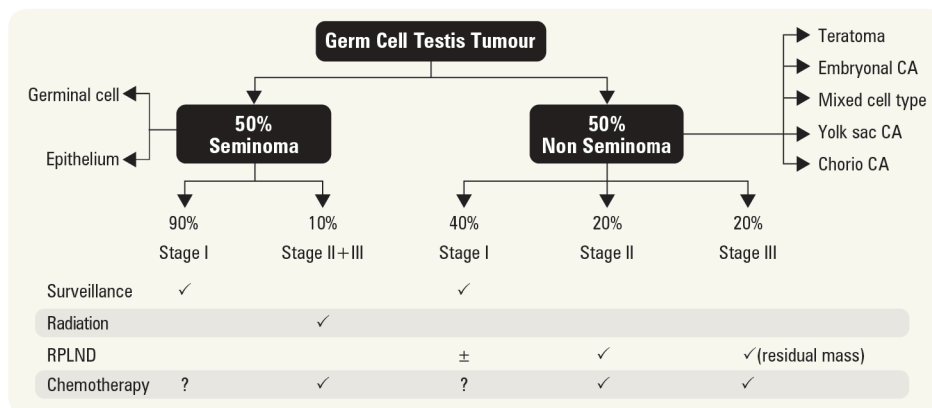 Germ Cell Testis Tumour
Germinal cell
Epithelium
50%
Seminoma
50%
Non Seminoma
Teratoma
Embryonal CA
Mixed cell type
Yolk sac CA
Chorio CA
90% 10% 40% 20% 20%
Stage I Stage II+III Stage I Stage II Stage III
Surveillance ✓ ✓
Radiation ✓
RPLND ± ✓ ✓(residual mass)
Chemotherapy ? ✓ ? ✓ ✓